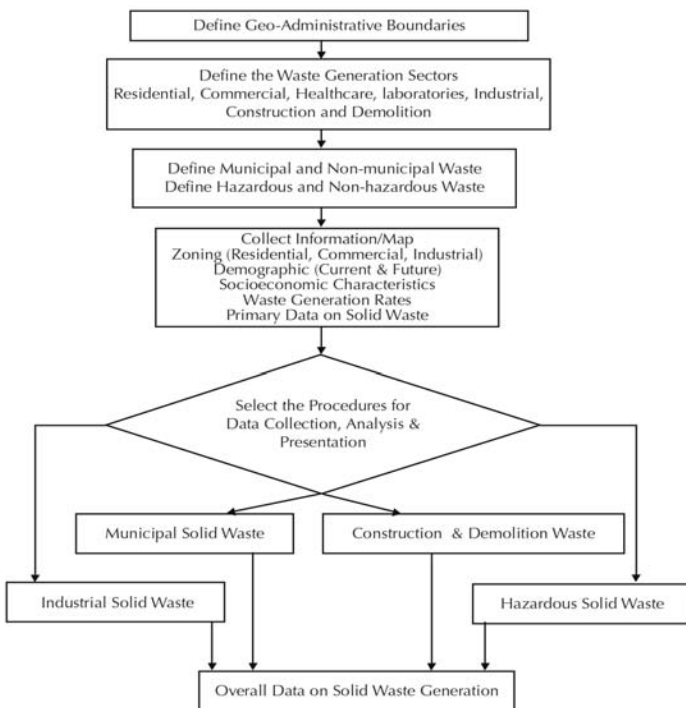 Define Geo-Administrative Boundaries
Define the Waste Generation Sectors
Residential, Commercial, Healthcare, laboratories, Industrial,
Construction and Demolition
Define Municipal and Non-municipal Waste
Define Hazardous and Non-hazardous Waste
Collect Information/Map
Zoning (Residential, Commercial, Industrial)
Demographic (Current & Future)
Socioeconomic Characteristics
Waste Generation Rates
Primary Data on Solid Waste
Select the Procedures for
Data Collection, Analysis &
Presentation
Municipal Solid Waste
Construction & Demolition Waste
Industrial Solid Waste
Hazardous Solid Waste
Overall Data on Solid Waste Generation